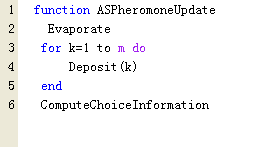 1 function ASPheromoneUpdate
2 Evaporate
3 for k=1 to m do
4 Deposit(k)
5 end
6 ComputeChoiceInformation